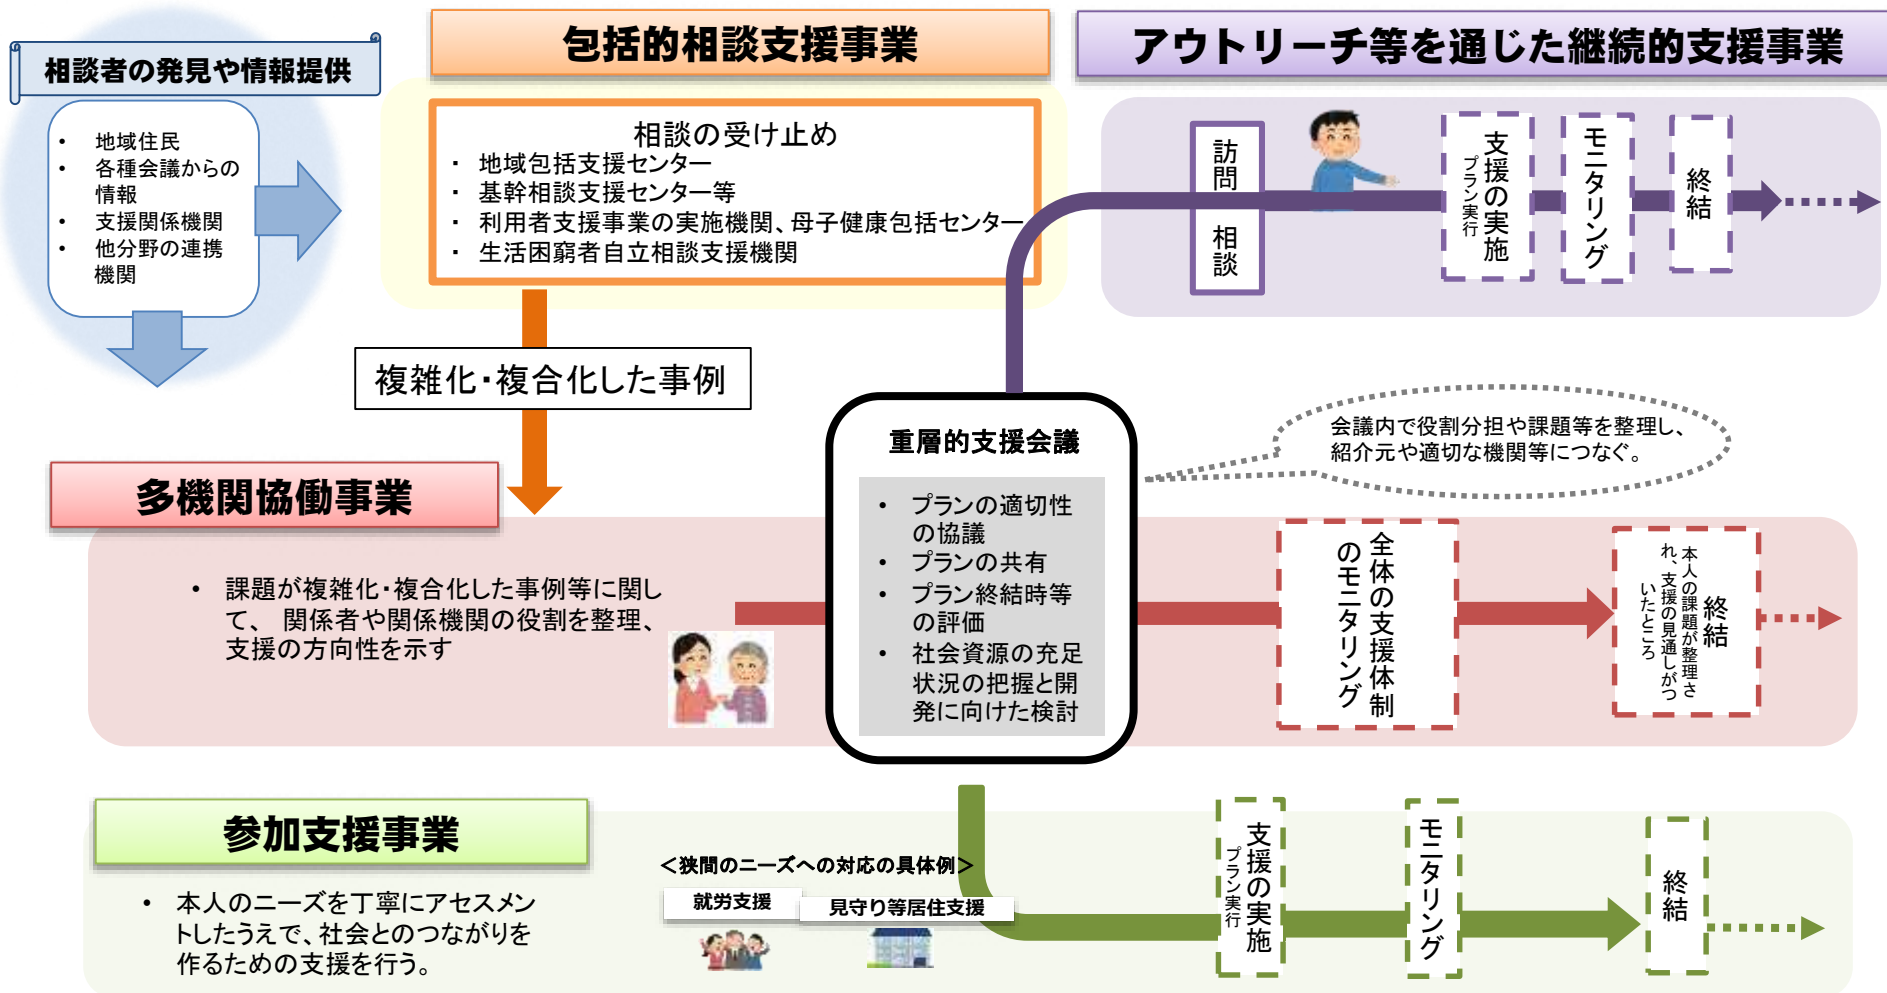 相談者の発見や情報提供
・ 地域住民
・ 各種会議からの
情報
・ 支援関係機関
・ 他分野の連携
機関
包括的相談支援事業
相談の受け止め
・ 地域包括支援センター
・ 基幹相談支援センター等
・ 利用者支援事業の実施機関、母子健康包括センター
・ 生活困窮者自立相談支援機関
複雑化・複合化した事例
アウトリーチ等を通じた継続的支援事業
訪問
相談
支援の実施
プラン実行
モニタリング
終結
重層的支援会議
・ プランの適切性
の協議
・ プランの共有
・ プラン終結時等
の評価
・ 社会資源の充足
状況の把握と開
発に向けた検討
会議内で役割分担や課題等を整理し、
紹介元や適切な機関等につなぐ。
多機関協働事業
・ 課題が複雑化・複合化した事例等に関し
て、 関係者や関係機関の役割を整理、
支援の方向性を示す
全体の支援体制
のモニタリング
終結
本人の課題が整理さ
れ、支援の見通しがつ
いたところ
参加支援事業
・ 本人のニーズを丁寧にアセスメン
トしたうえで、社会とのつながりを
作るための支援を行う。
＜狭間のニーズへの対応の具体例＞
就労支援
見守り等居住支援
支援の実施
プラン実行
モニタリング
終結